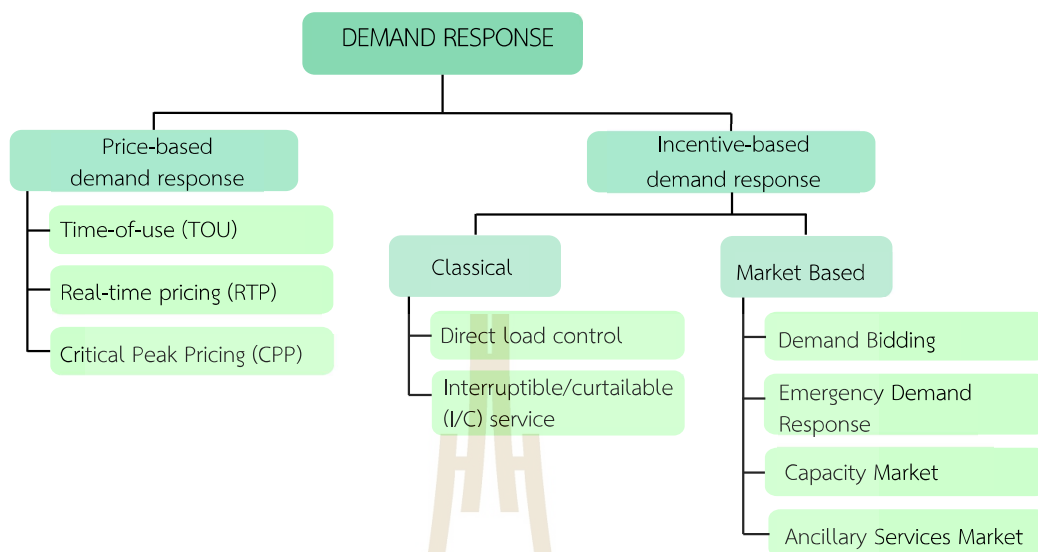 DEMAND RESPONSE
Price-based
demand response
Time-of-use (TOU)
Real-time pricing (RTP)
Critical Peak Pricing (CPP)
Incentive-based
demand response
Classical
Direct load control
Interruptible/curtailable
(I/C) service
Market Based
Demand Bidding
Emergency Demand
Response
Capacity Market
Ancillary Services Market